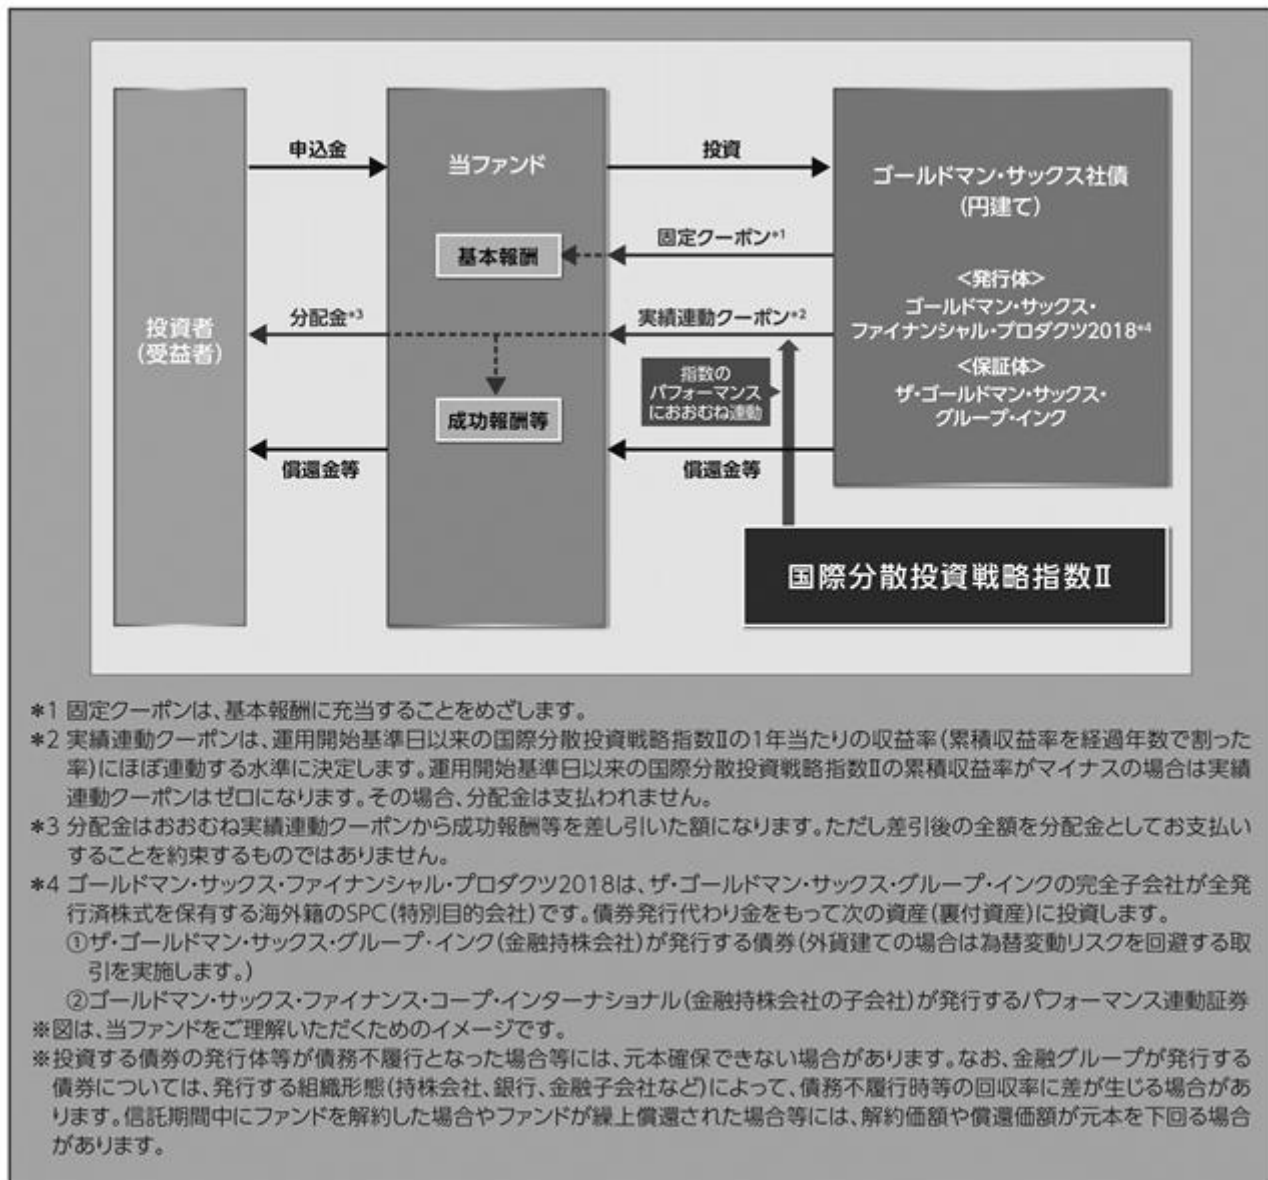 申込金
当ファンド
投資
ゴールドマン・サックス社債
(円建て)
固定クーポン*1
基本報酬
<発行体>
ゴールドマン・サックス・
ファイナンシャル・プロダクツ2018*4
投資者
(受益者)
分配金*3
実績連動クーポン*2
指数の
パフォーマンス
におおむね連動
<保証体>
ザ・ゴールドマン・サックス・
グループ・インク
成功報酬等
償還金等
償還金等
国際分散投資戦略指数Ⅱ
*1 固定クーポンは、基本報酬に充当することをめざします。
*2 実績連動クーポンは、運用開始基準日以来の国際分散投資戦略指数Ⅱの1年当たりの収益率(累積収益率を経過年数で割った
率)にほぼ連動する水準に決定します。運用開始基準日以来の国際分散投資戦略指数Ⅱの累積収益率がマイナスの場合は実績
連動クーポンはゼロになります。その場合、分配金は支払われません。
*3 分配金はおおむね実績連動クーポンから成功報酬等を差し引いた額になります。ただし差引後の全額を分配金としてお支払い
することを約束するものではありません。
*4 ゴールドマン・サックス・ファイナンシャル・プロダクツ2018は、ザ・ゴールドマン・サックス・グループ・インクの完全子会社が全発
行済株式を保有する海外籍のSPC(特別目的会社)です。債券発行代わり金をもって次の資産(裏付資産)に投資します。
①ザ・ゴールドマン・サックス・グループ・インク(金融持株会社)が発行する債券(外貨建ての場合は為替変動リスクを回避する取
引を実施します。)
②ゴールドマン・サックス・ファイナンス・コープ・インターナショナル(金融持株会社の子会社)が発行するパフォーマンス連動証券
※図は、当ファンドをご理解いただくためのイメージです。
※投資する債券の発行体等が債務不履行となった場合等には、元本確保できない場合があります。なお、金融グループが発行する
債券については、発行する組織形態(持株会社、銀行、金融子会社など)によって、債務不履行時等の回収率に差が生じる場合があ
ります。信託期間中にファンドを解約した場合やファンドが繰上償還された場合等には、解約価額や償還価額が元本を下回る場合
があります。